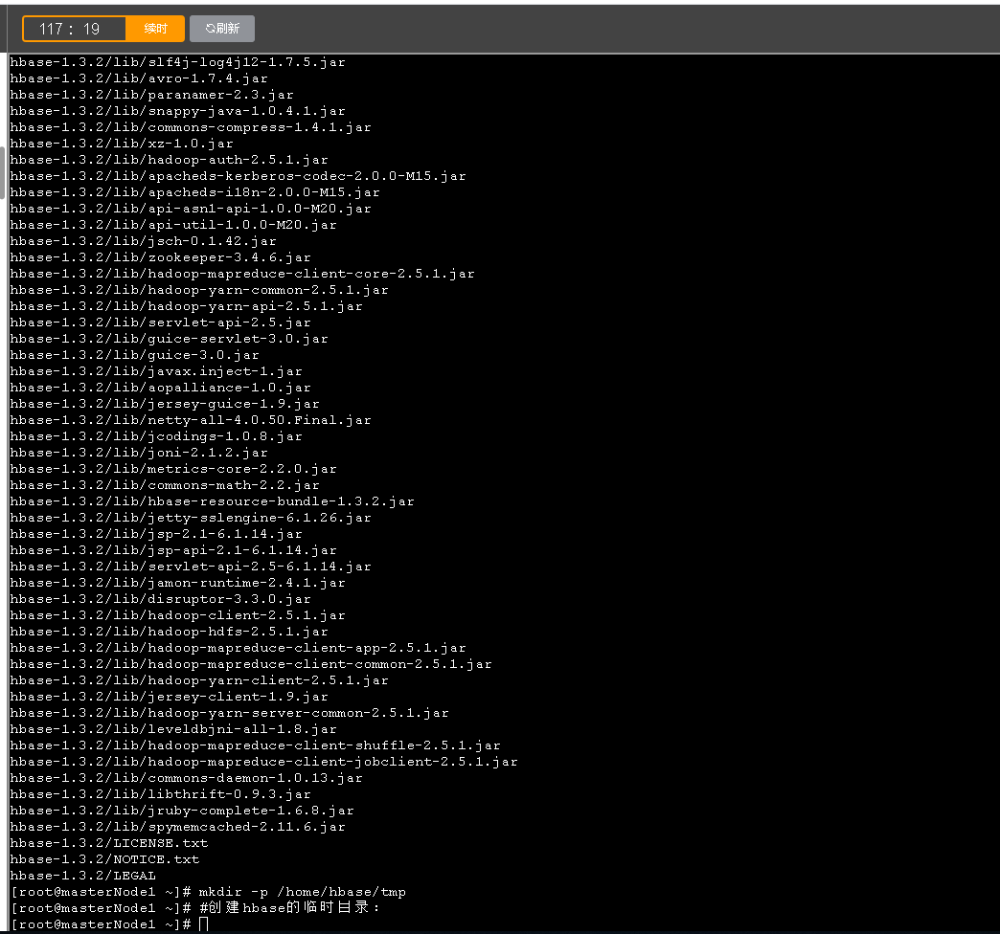 117 : 19 续时 刷新
hbase-1.3.2/lib/slf4j-log4j12-1.7.5.jar
hbase-1.3.2/lib/avro-1.7.4.jar
hbase-1.3.2/lib/paranamer-2.3.jar
hbase-1.3.2/lib/snappy-java-1.0.4.1.jar
hbase-1.3.2/lib/commons-compress-1.4.1.jar
hbase-1.3.2/lib/xz-1.0.jar
hbase-1.3.2/lib/hadoop-auth-2.5.1.jar
hbase-1.3.2/lib/apacheds-kerberos-codec-2.0.0-M15.jar
hbase-1.3.2/lib/apacheds-i18n-2.0.0-M15.jar
hbase-1.3.2/lib/api-asn1-api-1.0.0-M20.jar
hbase-1.3.2/lib/api-util-1.0.0-M20.jar
hbase-1.3.2/lib/jsch-0.1.42.jar
hbase-1.3.2/lib/zookeeper-3.4.6.jar
hbase-1.3.2/lib/hadoop-mapreduce-client-core-2.5.1.jar
hbase-1.3.2/lib/hadoop-yarn-common-2.5.1.jar
hbase-1.3.2/lib/hadoop-yarn-api-2.5.1.jar
hbase-1.3.2/lib/servlet-api-2.5.jar
hbase-1.3.2/lib/guice-servlet-3.0.jar
hbase-1.3.2/lib/guice-3.0.jar
hbase-1.3.2/lib/javax.inject-1.jar
hbase-1.3.2/lib/aopalliance-1.0.jar
hbase-1.3.2/lib/jersey-guice-1.9.jar
hbase-1.3.2/lib/netty-all-4.0.50.Final.jar
hbase-1.3.2/lib/jcodings-1.0.8.jar
hbase-1.3.2/lib/joni-2.1.2.jar
hbase-1.3.2/lib/metrics-core-2.2.0.jar
hbase-1.3.2/lib/commons-math-2.2.jar
hbase-1.3.2/lib/hbase-resource-bundle-1.3.2.jar
hbase-1.3.2/lib/jetty-sslengine-6.1.26.jar
hbase-1.3.2/lib/jsp-2.1-6.1.14.jar
hbase-1.3.2/lib/jsp-api-2.1-6.1.14.jar
hbase-1.3.2/lib/servlet-api-2.5-6.1.14.jar
hbase-1.3.2/lib/jamon-runtime-2.4.1.jar
hbase-1.3.2/lib/disruptor-3.3.0.jar
hbase-1.3.2/lib/hadoop-client-2.5.1.jar
hbase-1.3.2/lib/hadoop-hdfs-2.5.1.jar
hbase-1.3.2/lib/hadoop-mapreduce-client-app-2.5.1.jar
hbase-1.3.2/lib/hadoop-mapreduce-client-common-2.5.1.jar
hbase-1.3.2/lib/hadoop-yarn-client-2.5.1.jar
hbase-1.3.2/lib/jersey-client-1.9.jar
hbase-1.3.2/lib/hadoop-yarn-server-common-2.5.1.jar
hbase-1.3.2/lib/leveldbjni-all-1.8.jar
hbase-1.3.2/lib/hadoop-mapreduce-client-shuffle-2.5.1.jar
hbase-1.3.2/lib/hadoop-mapreduce-client-jobclient-2.5.1.jar
hbase-1.3.2/lib/commons-daemon-1.0.13.jar
hbase-1.3.2/lib/libthrift-0.9.3.jar
hbase-1.3.2/lib/jruby-complete-1.6.8.jar
hbase-1.3.2/lib/spymemcached-2.11.6.jar
hbase-1.3.2/LICENSE.txt
hbase-1.3.2/NOTICE.txt
hbase-1.3.2/LEGAL
[root@masterNode1 ~]# mkdir -p /home/hbase/tmp
[root@masterNode1 ~]# #创建hbase的临时目录：
[root@masterNode1 ~]#